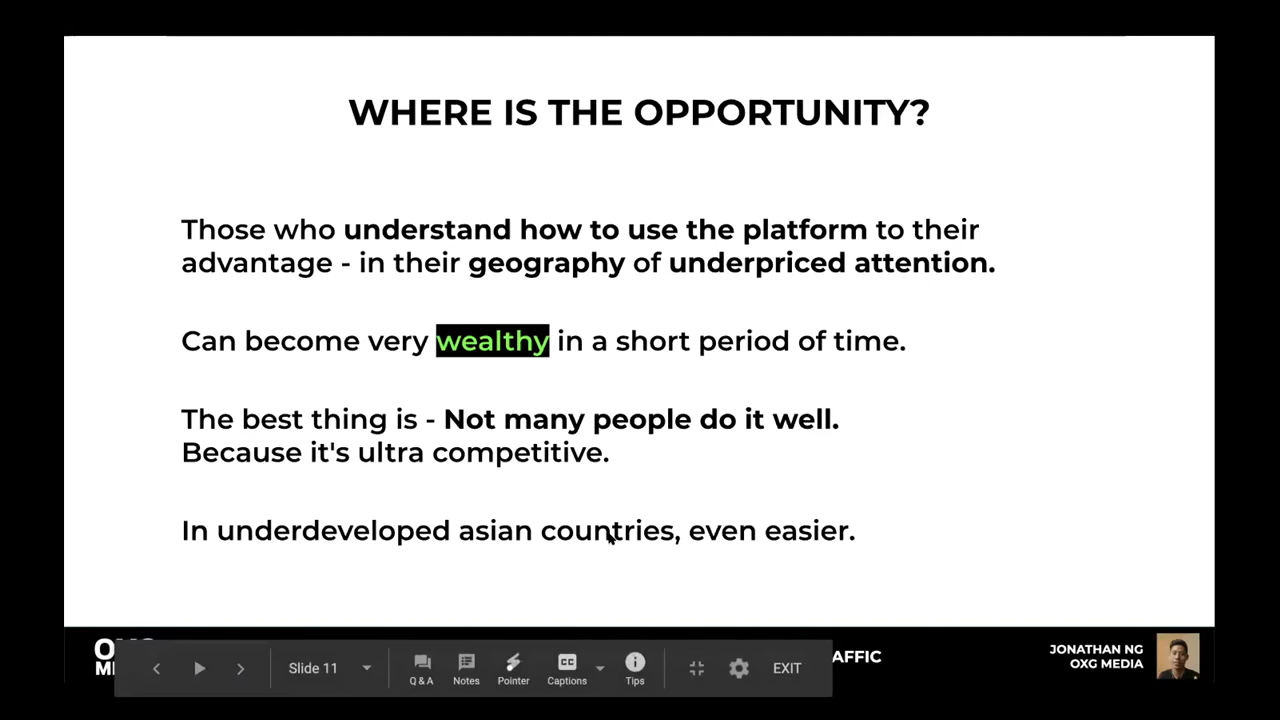 WHERE IS THE OPPORTUNITY?
Those who understand how to use the platform to their
advantage - in their geography of underpriced attention.
Can become very wealthy in a short period of time.
The best thing is - Not many people do it well.
Because it's ultra competitive.
In underdeveloped asian countries, even easier.
JONATHAN NG
OXG MEDIA
Slide 11
Q & A
Notes
Pointer
CC
Captions
Tips
EXIT